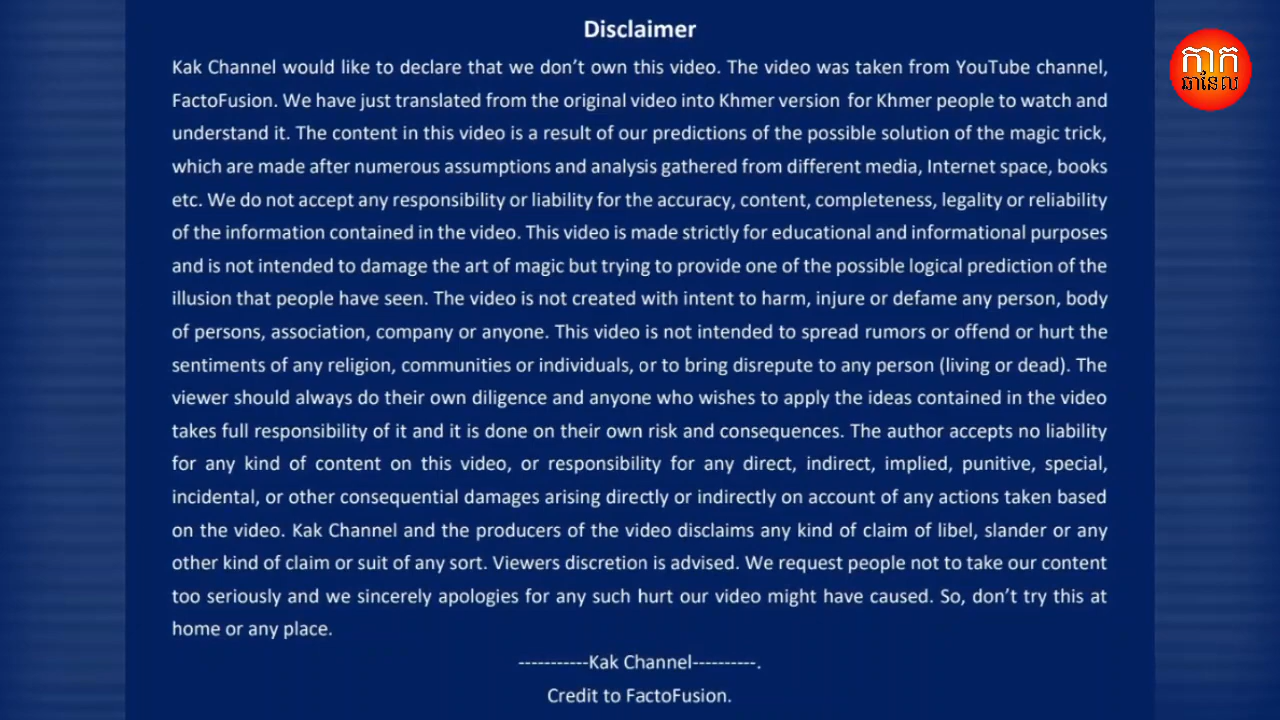 Disclaimer
Kak Channel would like to declare that we don’t own this video. The video was taken from YouTube channel,
FactoFusion. We have just translated from the original video into Khmer version for Khmer people to watch and
understand it. The content in this video is a result of our predictions of the possible solution of the magic trick,
which are made after numerous assumptions and analysis gathered from different media, Internet space, books
etc. We do not accept any responsibility or liability for the accuracy, content, completeness, legality or reliability
of the information contained in the video. This video is made strictly for educational and informational purposes
and is not intended to damage the art of magic but trying to provide one of the possible logical prediction of the
illusion that people have seen. The video is not created with intent to harm, injure or defame any person, body
of persons, association, company or anyone. This video is not intended to spread rumors or offend or hurt the
sentiments of any religion, communities or individuals, or to bring disrepute to any person (living or dead). The
viewer should always do their own diligence and anyone who wishes to apply the ideas contained in the video
takes full responsibility of it and it is done on their own risk and consequences. The author accepts no liability
for any kind of content on this video, or responsibility for any direct, indirect, implied, punitive, special,
incidental, or other consequential damages arising directly or indirectly on account of any actions taken based
on the video. Kak Channel and the producers of the video disclaims any kind of claim of libel, slander or any
other kind of claim or suit of any sort. Viewers discretion is advised. We request people not to take our content
too seriously and we sincerely apologies for any such hurt our video might have caused. So, don’t try this at
home or any place.
-----------Kak Channel----------.
Credit to FactoFusion.
កាក
ឆានែល